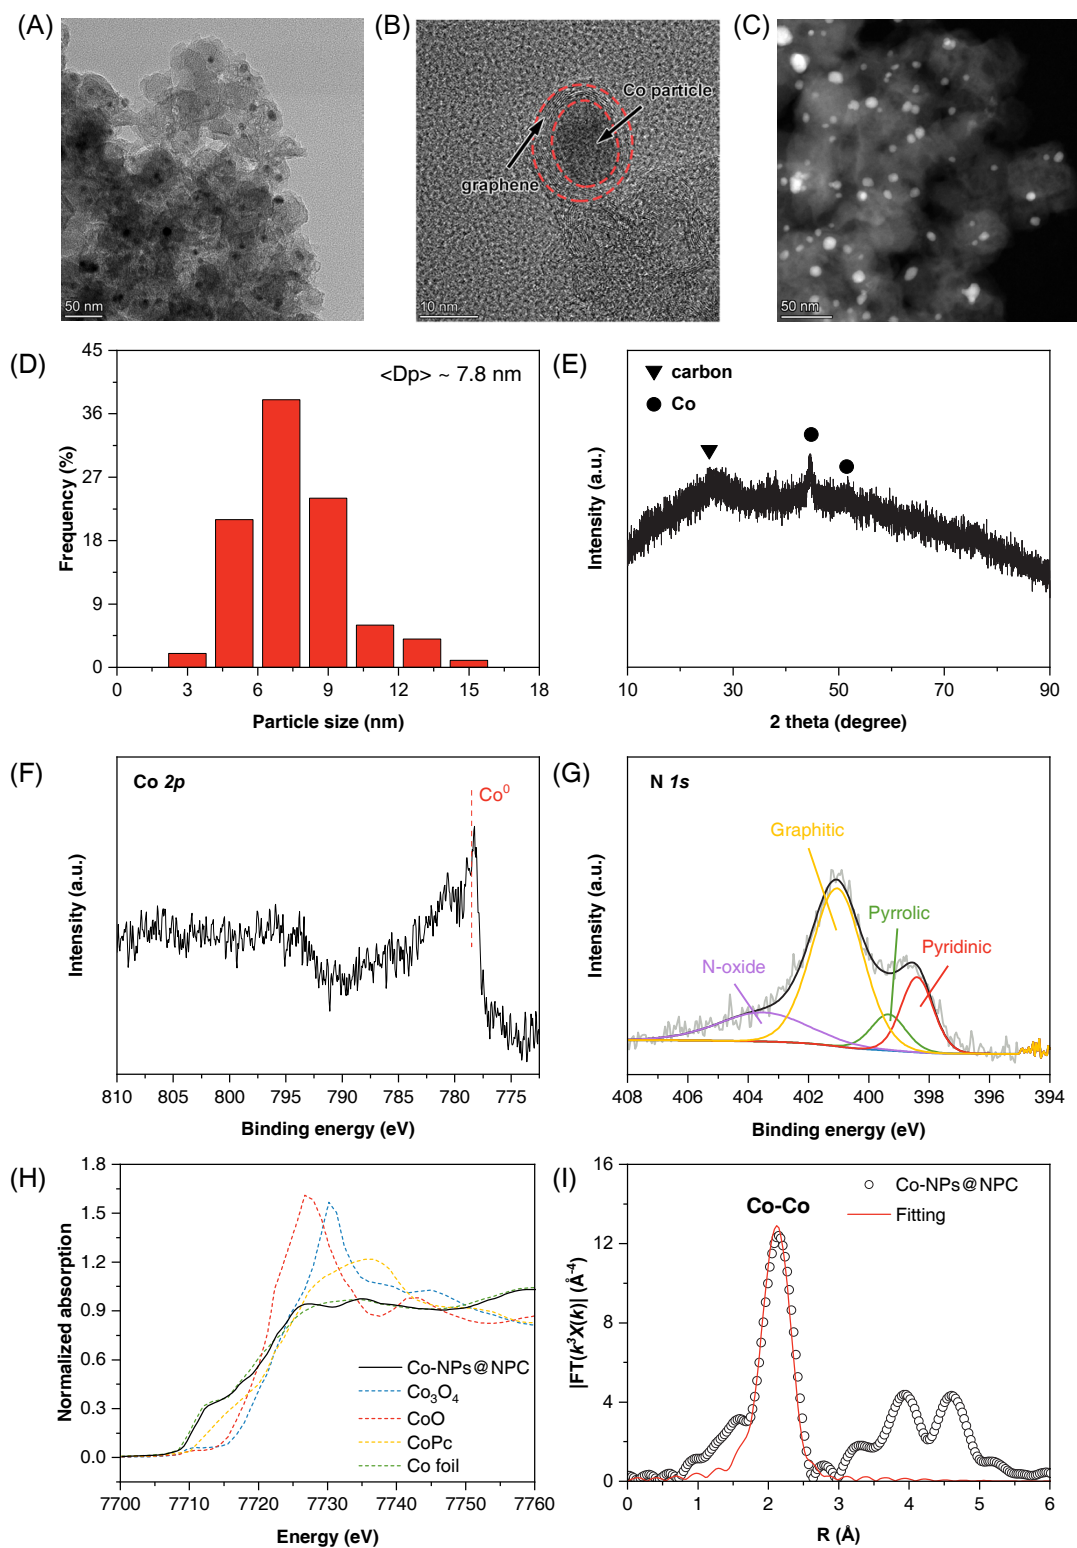 (A)
50 nm
(B)
Co particle
graphene
10 nm
(C)
50 nm
(D)
<Dp> ~ 7.8 nm
45
36
27
18
9
0
Frequency (%)
0 3 6 9 12 15 18
Particle size (nm)
(E)
▼ carbon
● Co
Intensity (a.u.)
10 30 50 70 90
2 theta (degree)
(F)
Co 2p
Co⁰
Intensity (a.u.)
810 805 800 795 790 785 780 775
Binding energy (eV)
(G)
N 1s
Graphitic
Pyrrolic
Pyridinic
N-oxide
Intensity (a.u.)
408 406 404 402 400 398 396 394
Binding energy (eV)
(H)
1.8
1.5
1.2
0.9
0.6
0.3
0.0
Normalized absorption
Co-NPs@NPC
Co₃O₄
CoO
CoPc
Co foil
7700 7710 7720 7730 7740 7750 7760
Energy (eV)
(I)
16
12
8
4
0
|FT(k³X(k)| (Å⁻⁴)
Co-Co
Co-NPs@NPC
Fitting
0 1 2 3 4 5 6
R (Å)